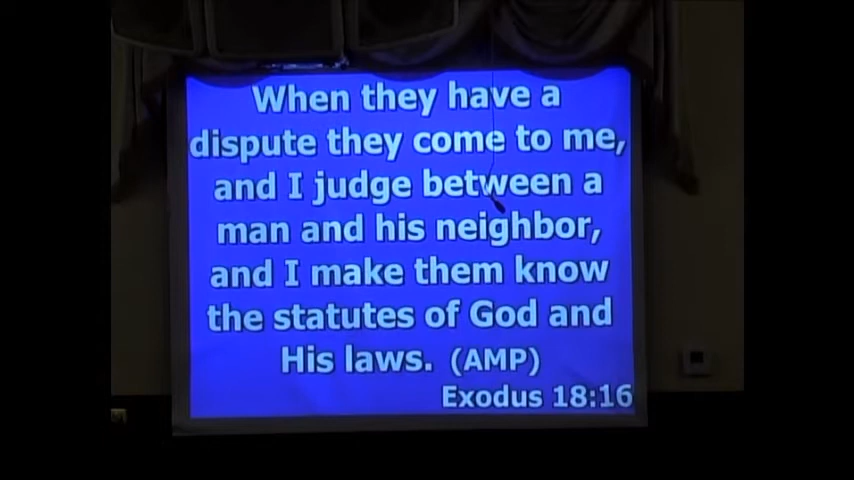 When they have a
dispute they come to me,
and I judge between a
man and his neighbor,
and I make them know
the statutes of God and
His laws. (AMP)
Exodus 18:16